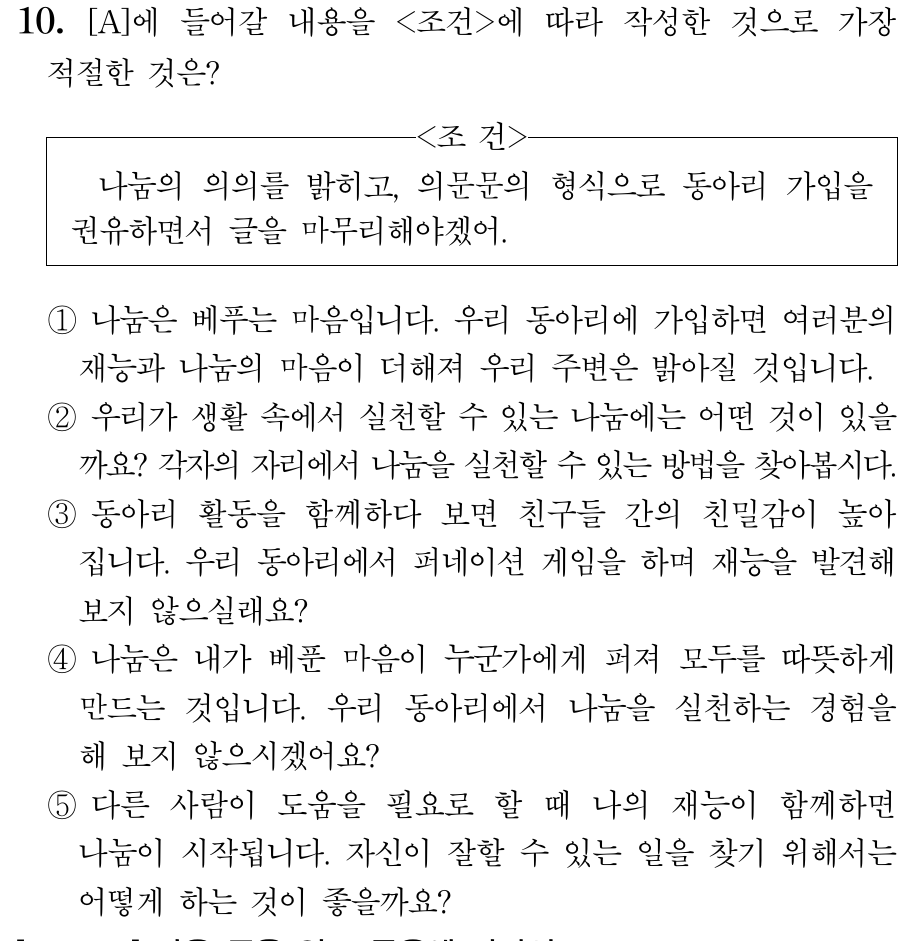 10. [A]에 들어갈 내용을 <조건>에 따라 작성한 것으로 가장
적절한 것은?
<조 건>
나눔의 의의를 밝히고, 의문문의 형식으로 동아리 가입을
권유하면서 글을 마무리해야겠어.
① 나눔은 베푸는 마음입니다. 우리 동아리에 가입하면 여러분의
재능과 나눔의 마음이 더해져 우리 주변은 밝아질 것입니다.
② 우리가 생활 속에서 실천할 수 있는 나눔에는 어떤 것이 있을
까요? 각자의 자리에서 나눔을 실천할 수 있는 방법을 찾아봅시다.
③ 동아리 활동을 함께하다 보면 친구들 간의 친밀감이 높아
집니다. 우리 동아리에서 퍼네이션 게임을 하며 재능을 발견해
보지 않으실래요?
④ 나눔은 내가 베푼 마음이 누군가에게 퍼져 모두를 따뜻하게
만드는 것입니다. 우리 동아리에서 나눔을 실천하는 경험을
해 보지 않으시겠어요?
⑤ 다른 사람이 도움을 필요로 할 때 나의 재능이 함께하면
나눔이 시작됩니다. 자신이 잘할 수 있는 일을 찾기 위해서는
어떻게 하는 것이 좋을까요?